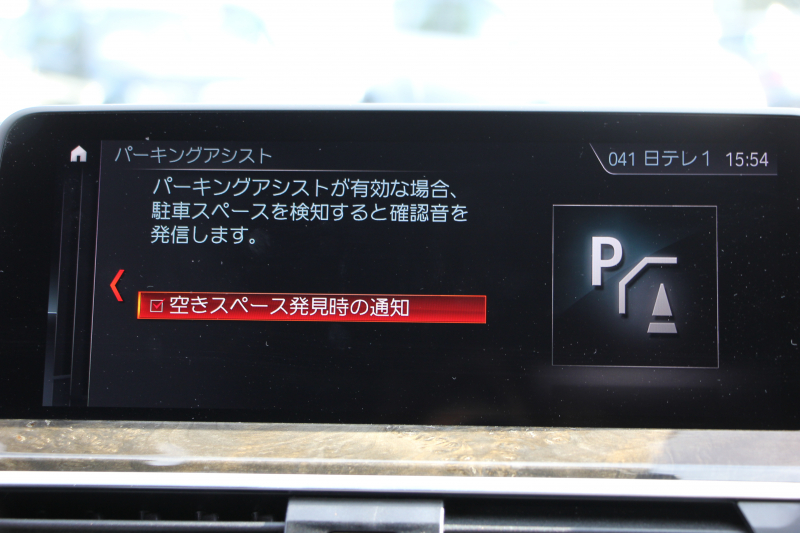 パーキングアシスト
041 日テレ1 15:54
パーキングアシストが有効な場合、
駐車スペースを検知すると確認音を
発信します。
空きスペース発見時の通知
P